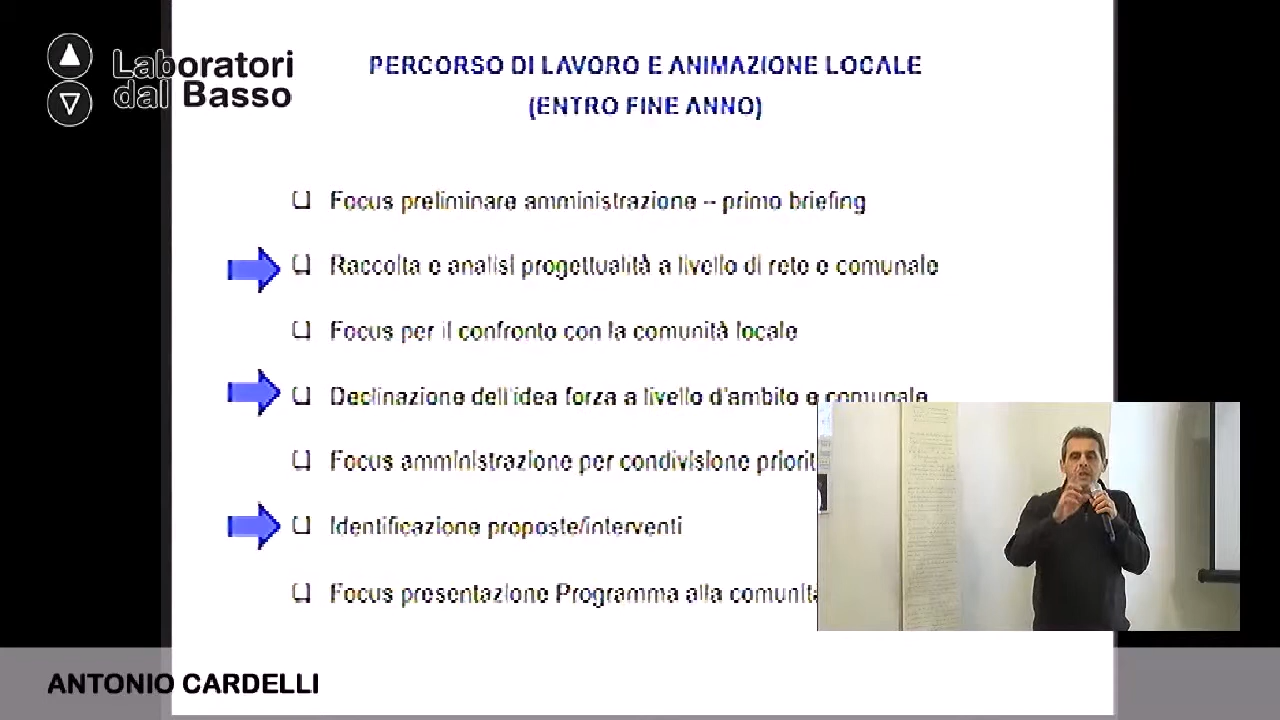 Laboratori
dal Basso
PERCORSO DI LAVORO E ANIMAZIONE LOCALE
(ENTRO FINE ANNO)
Focus preliminare amministrazione – primo briefing
Raccolta e analisi progettualità a livello di rete e comunale
Focus per il confronto con la comunità locale
Declinazione dell'idea forza a livello d'ambito e comunale
Focus amministrazione per condivisione priorit
Identificazione proposte/interventi
Focus presentazione Programma alla comunità
ANTONIO CARDELLI